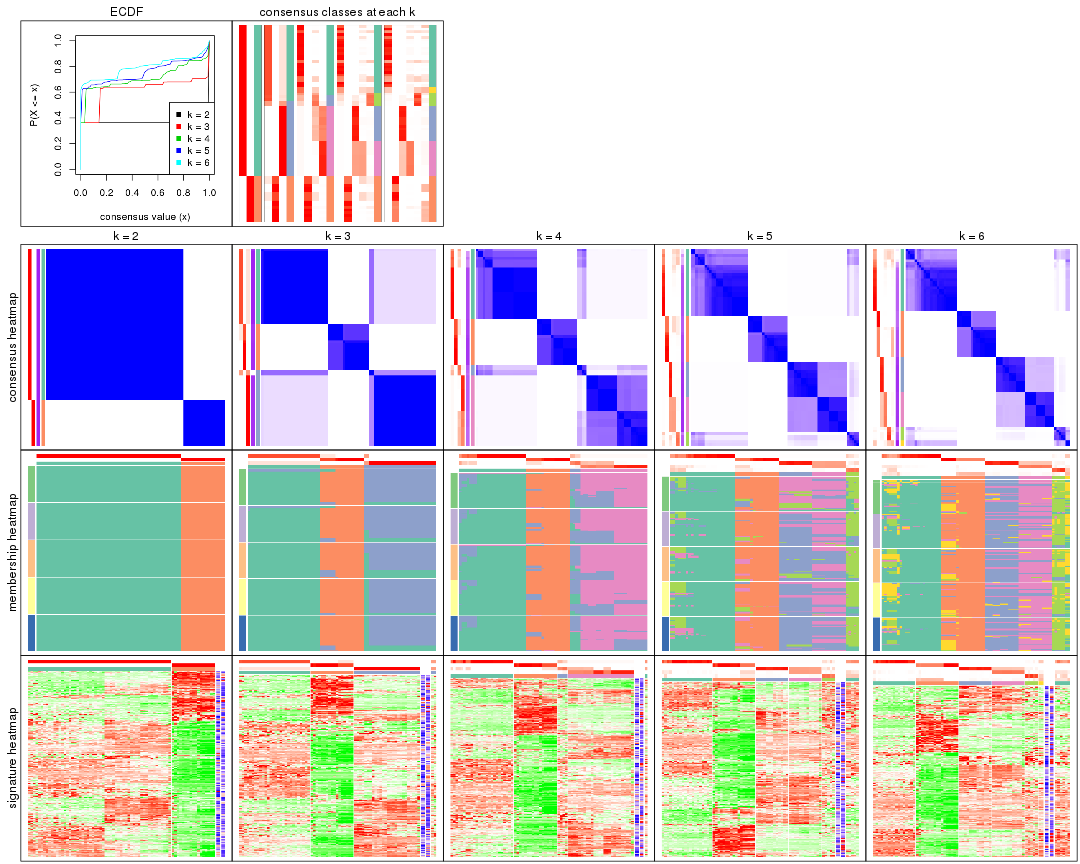 ECDF
consensus classes at each k
P(X <= x)
0.0 0.2 0.4 0.6 0.8 1.0
k = 2
k = 3
k = 4
k = 5
k = 6
0.0 0.2 0.4 0.6 0.8 1.0
consensus value (x)
k = 2
k = 3
k = 4
k = 5
k = 6
consensus heatmap
membership heatmap
signature heatmap